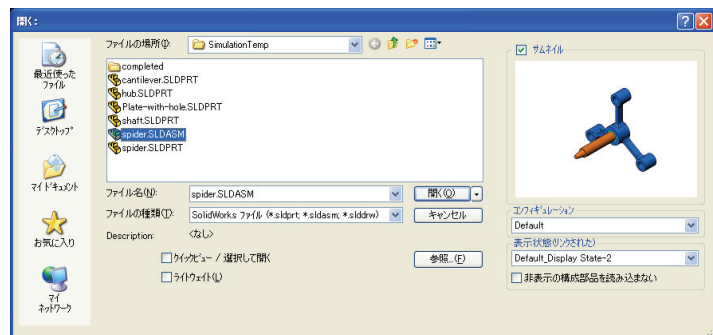 開く:
ファイルの場所(I):
SimulationTemp
サムネイル
最近使った
ファイル
デスクトップ
マイ ドキュメント
お気に入り
マイ
ネットワーク
completed
cantilever.SLDPRT
hub.SLDPRT
Plate-with-hole.SLDPRT
shaft.SLDPRT
spider.SLDASM
spider.SLDPRT
ファイル名(N):
spider.SLDASM
開く(O)
ファイルの種類(T):
SolidWorks ファイル (*.sldprt; *.sldasm; *.slddrw)
キャンセル
Description:
<なし>
クイックビュー / 選択して開く
参照...(F)
ライトウェイト(L)
コンフィギュレーション
Default
表示状態(リンクされた)
Default_Display State-2
非表示の構成部品を読み込まない